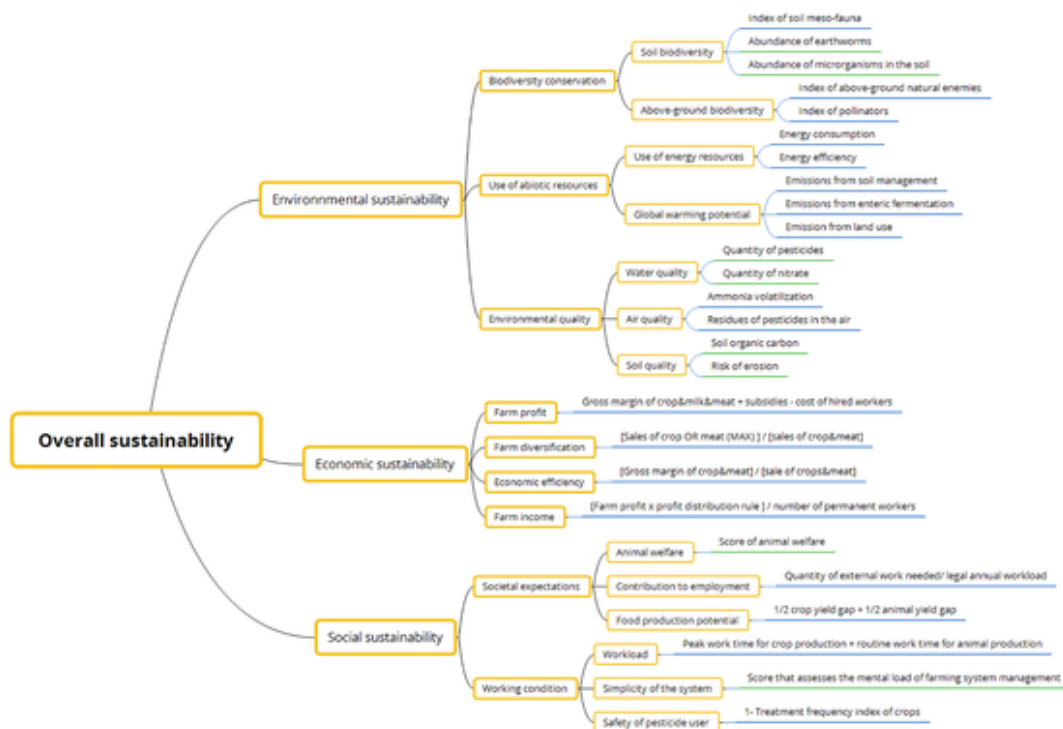 Overall sustainability
Environnmental sustainability
Biodiversity conservation
Soil biodiversity
Index of soil meso-fauna
Abundance of earthworms
Abundance of microrganisms in the soil
Above-ground biodiversity
Index of above-ground natural enemies
Index of pollinators
Use of abiotic resources
Use of energy resources
Energy consumption
Energy efficiency
Global warming potential
Emissions from soil management
Emissions from enteric fermentation
Emission from land use
Environmental quality
Water quality
Quantity of pesticides
Quantity of nitrate
Air quality
Ammonia volatilization
Residues of pesticides in the air
Soil quality
Soil organic carbon
Risk of erosion
Economic sustainability
Farm profit
Gross margin of crop&milk&meat + subsidies - cost of hired workers
Farm diversification
[Sales of crop OR meat (MAX) ] / [sales of crop&meat]
Economic efficiency
[Gross margin of crop&meat] / [sale of crops&meat]
Farm income
[Farm profit x profit distribution rule ] / number of permanent workers
Social sustainability
Societal expectations
Animal welfare
Score of animal welfare
Contribution to employment
Quantity of external work needed/ legal annual workload
Food production potential
1/2 crop yield gap + 1/2 animal yield gap
Working condition
Workload
Peak work time for crop production + routine work time for animal production
Simplicity of the system
Score that assesses the mental load of farming system management
Safety of pesticide user
1- Treatment frequency index of crops